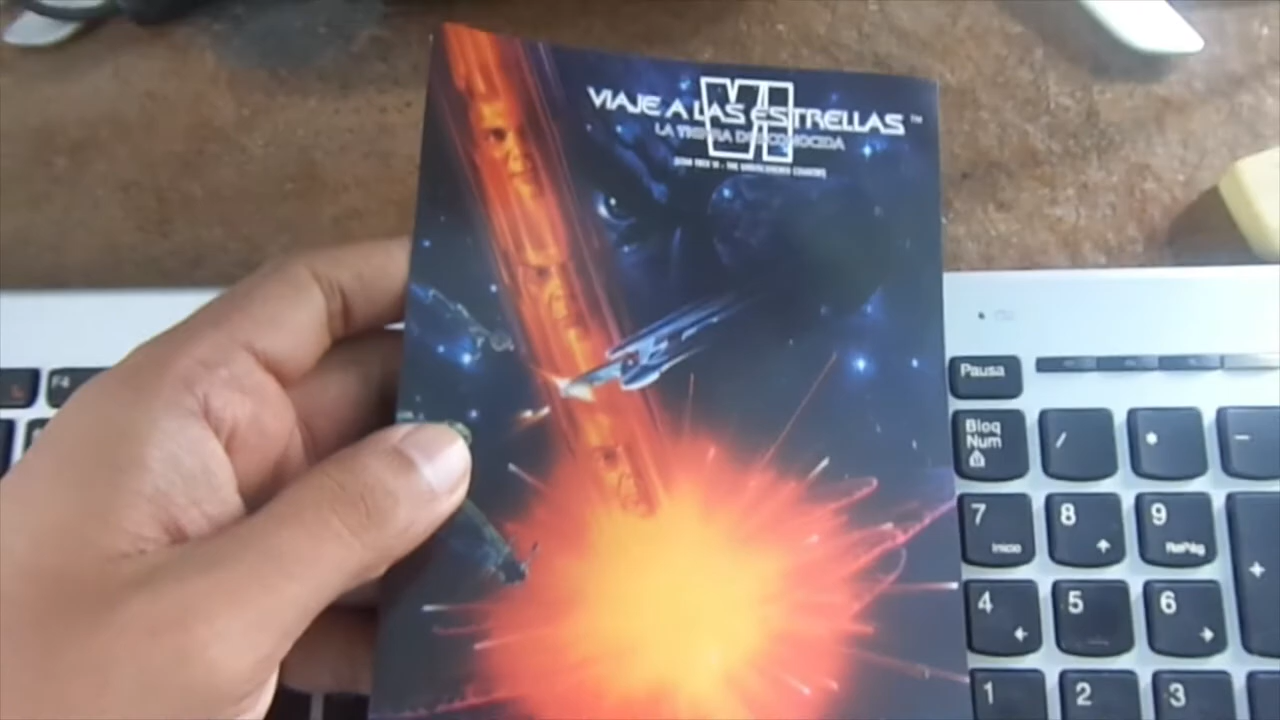 VI
VIAJE A LAS ESTRELLAS™
LA TIERRA DESCONOCIDA
(STAR TREK VI - THE UNDISCOVERED COUNTRY)
F4
Pausa
Bloq
Num
/
*
-
7
Inicio
8
9
RePág
+
4
5
6
1
2
3